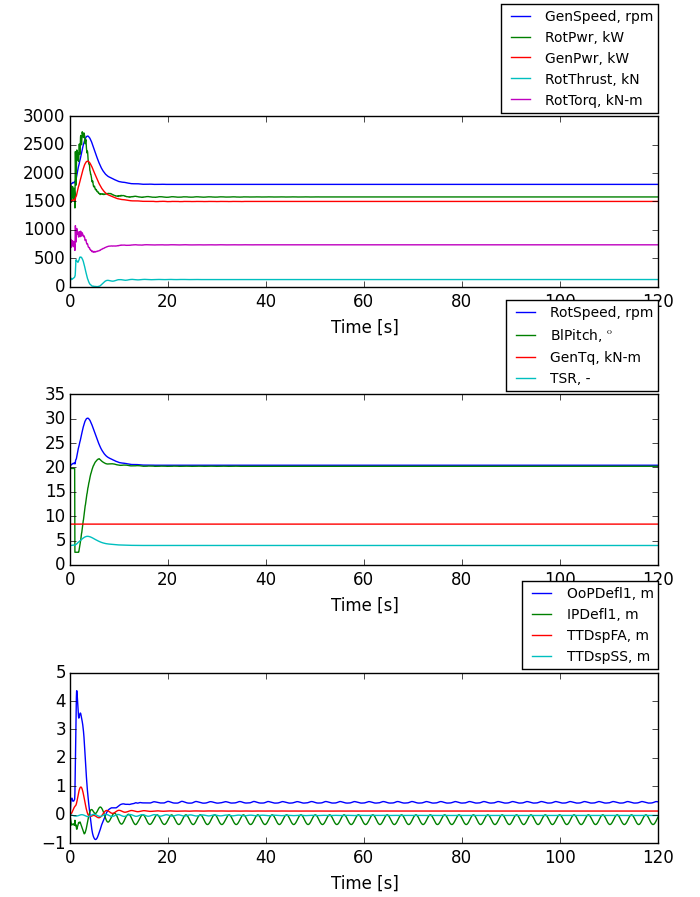 GenSpeed, rpm
RotPwr, kW
GenPwr, kW
RotThrust, kN
RotTorq, kN-m
3000
2500
2000
1500
1000
500
0
0 20 40 60 80 100 120
Time [s]
RotSpeed, rpm
BlPitch, °
GenTq, kN-m
TSR, -
35
30
25
20
15
10
5
0
0 20 40 60 80 100 120
Time [s]
OoPDefl1, m
IPDefl1, m
TTDspFA, m
TTDspSS, m
5
4
3
2
1
0
−1
0 20 40 60 80 100 120
Time [s]